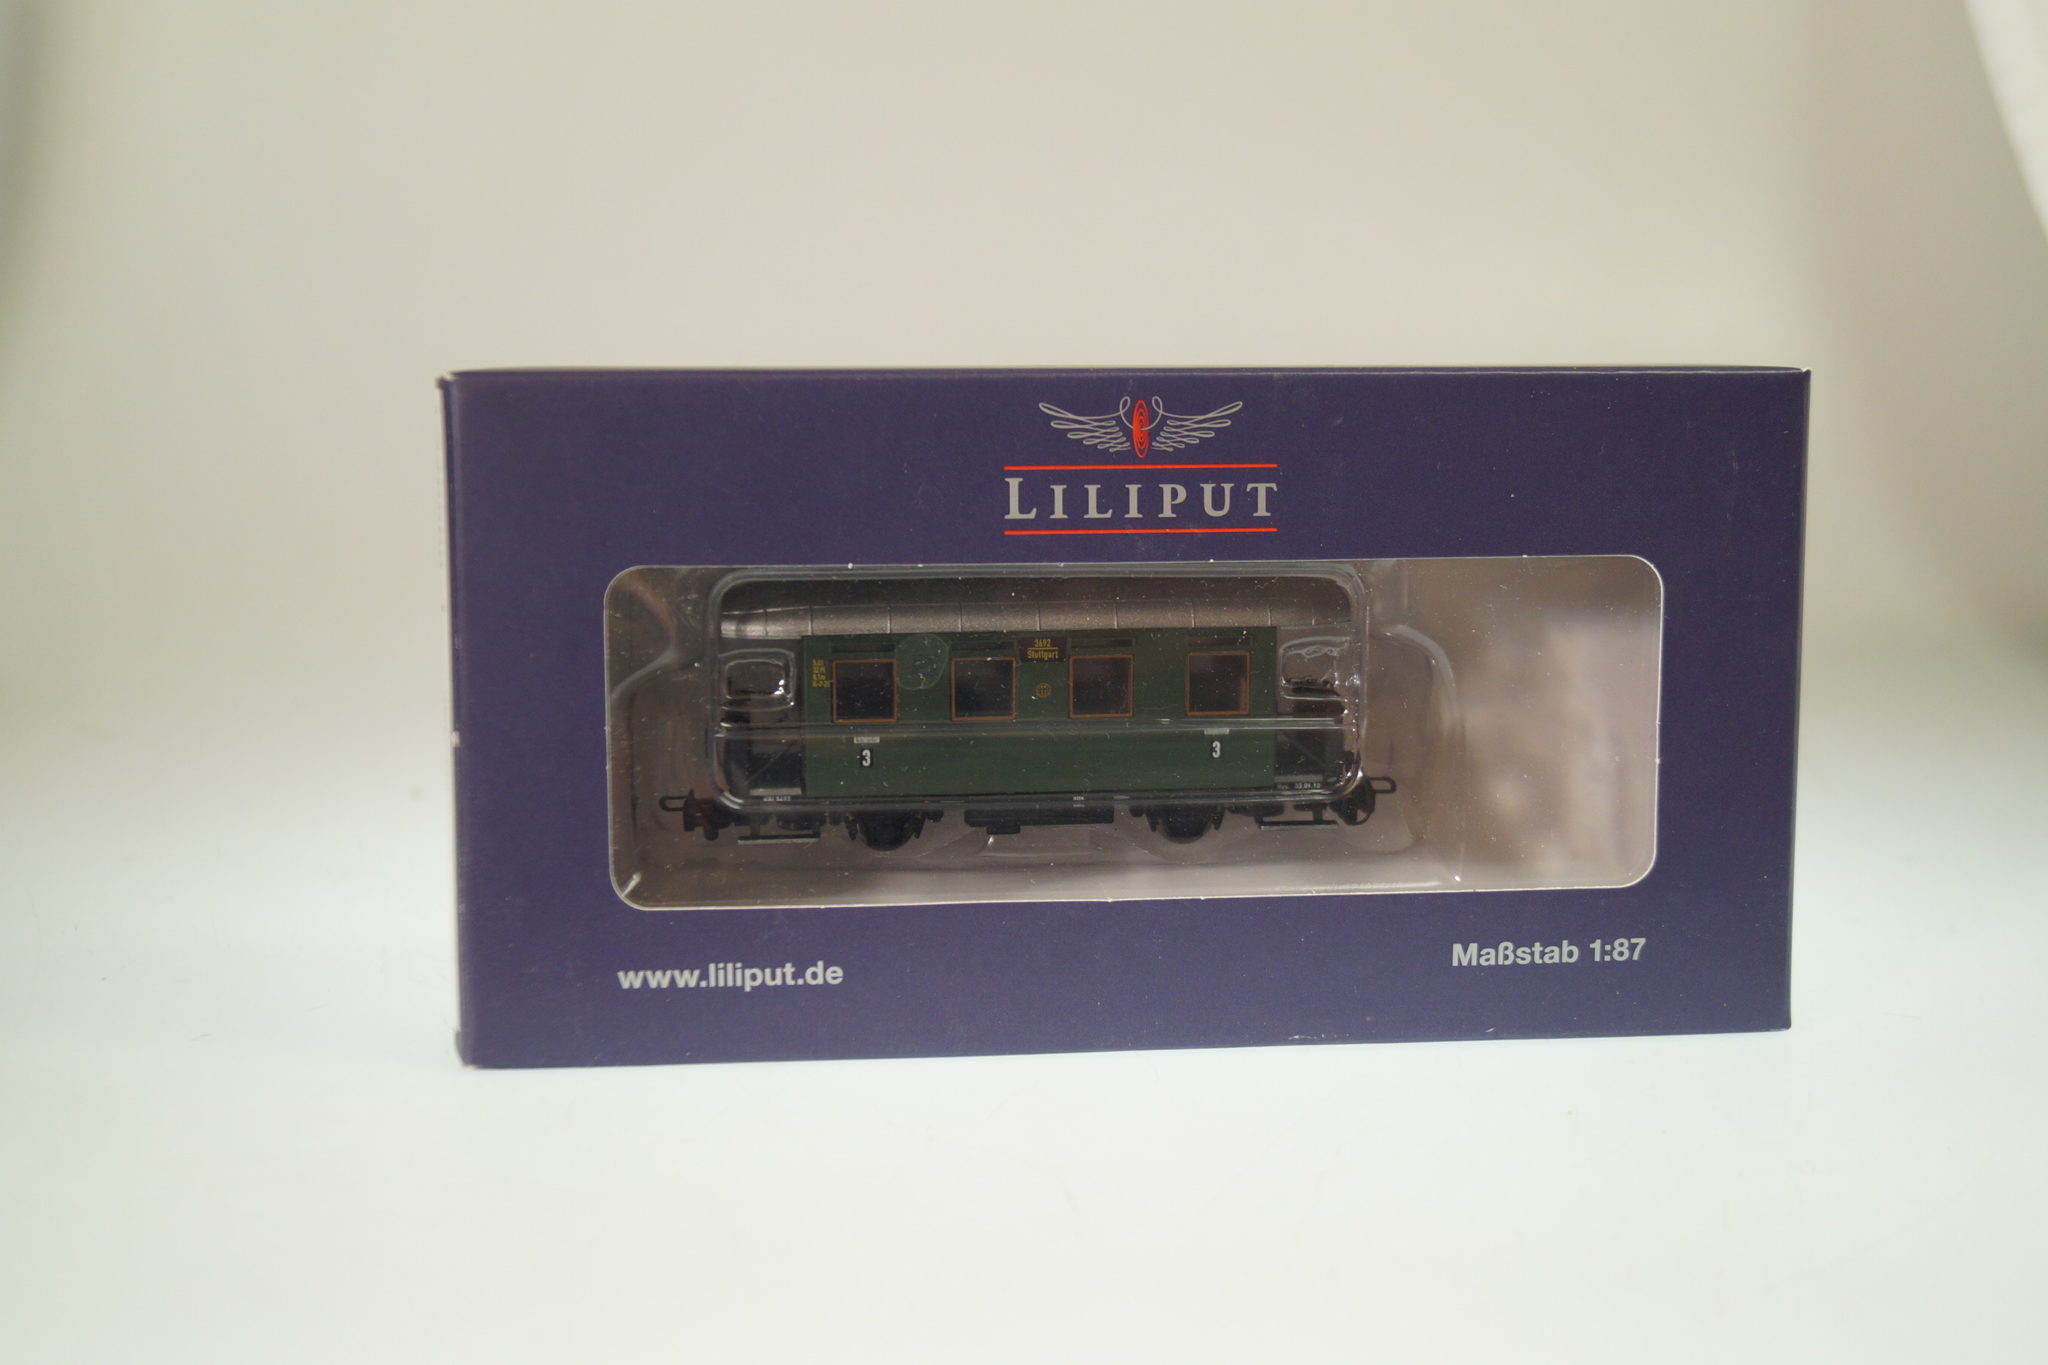 LILIPUT
3692
Stuttgart
3
3
www.liliput.de
Maßstab 1:87